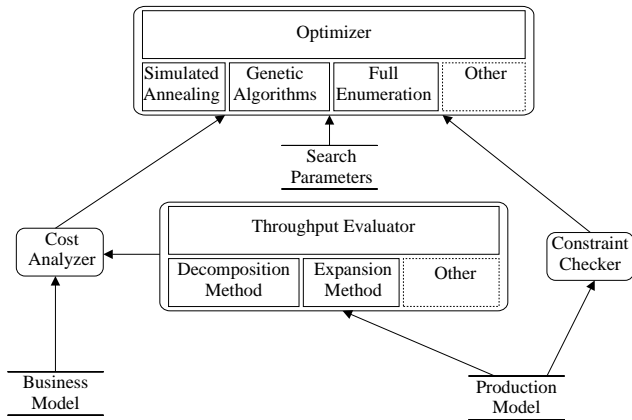 Optimizer
Simulated
Annealing
Genetic
Algorithms
Full
Enumeration
Other
Search
Parameters
Throughput Evaluator
Cost
Analyzer
Constraint
Checker
Decomposition
Method
Expansion
Method
Other
Business
Model
Production
Model